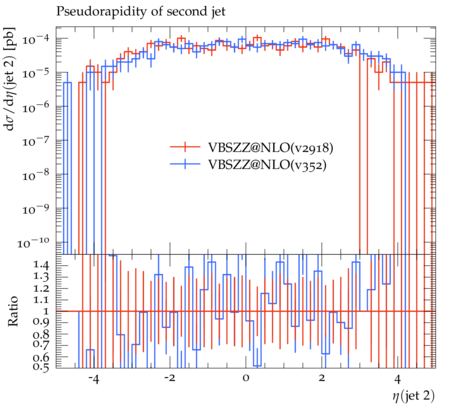 Pseudorapidity of second jet
dσ/dη(jet 2) [pb]
10⁻⁴
10⁻⁵
10⁻⁶
10⁻⁷
10⁻⁸
10⁻⁹
10⁻¹⁰
VBSZZ@NLO(v2918)
VBSZZ@NLO(v352)
Ratio
1.4
1.3
1.2
1.1
1
0.9
0.8
0.7
0.6
0.5
-4 -2 0 2 4
η(jet 2)